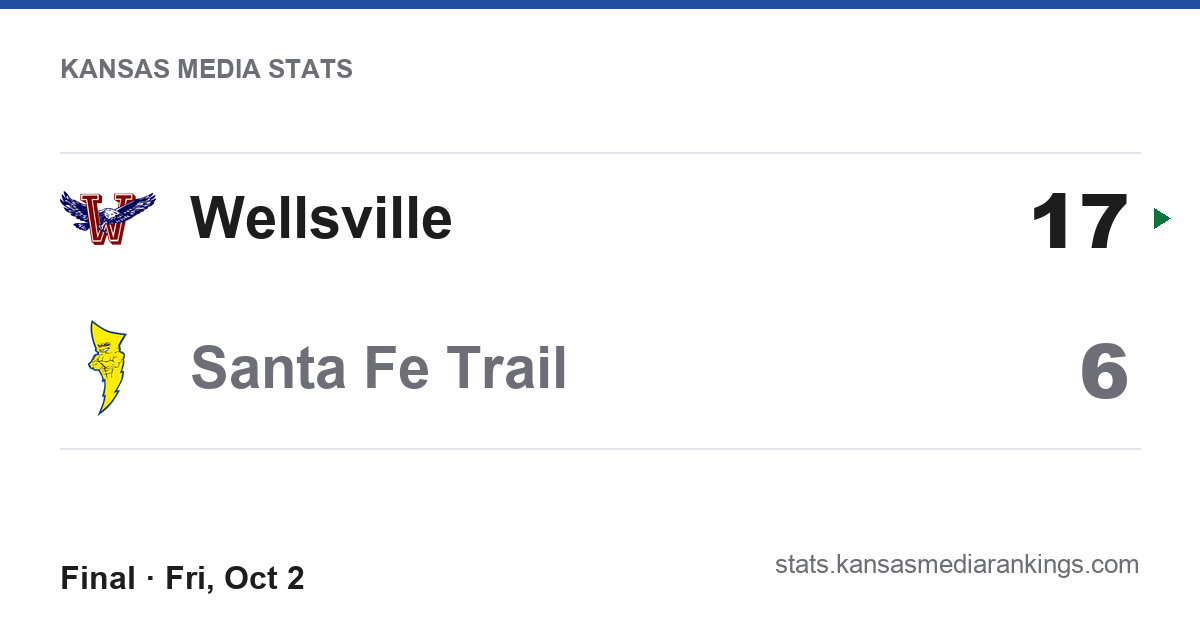 KANSAS MEDIA STATS
W
Wellsville 17
Santa Fe Trail 6
Final · Fri, Oct 2
stats.kansasmediarankings.com